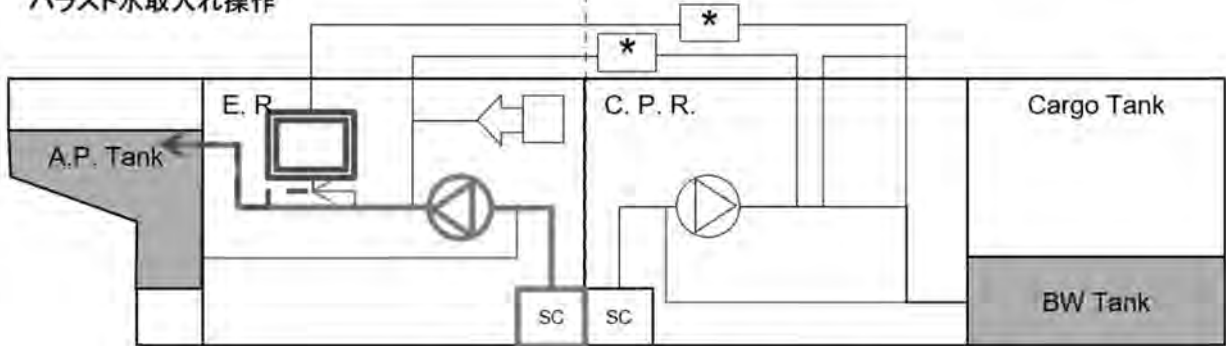 バラスト水取入れ操作
*
*
E. R.
C. P. R.
Cargo Tank
A.P. Tank
SC
SC
BW Tank